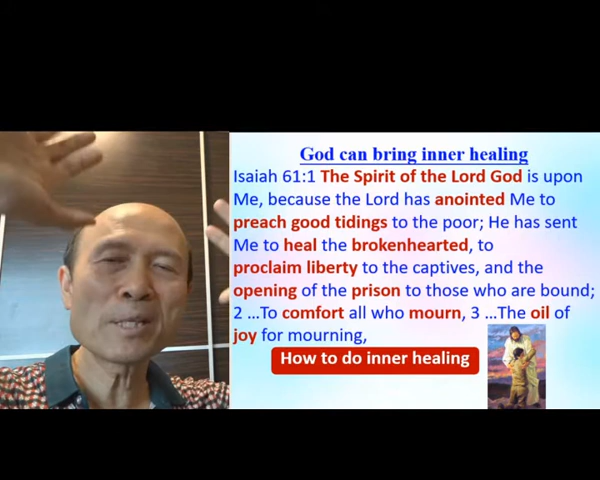 God can bring inner healing
Isaiah 61:1 The Spirit of the Lord God is upon
Me, because the Lord has anointed Me to
preach good tidings to the poor; He has sent
Me to heal the brokenhearted, to
proclaim liberty to the captives, and the
opening of the prison to those who are bound;
2 ...To comfort all who mourn, 3 ...The oil of
joy for mourning,
How to do inner healing